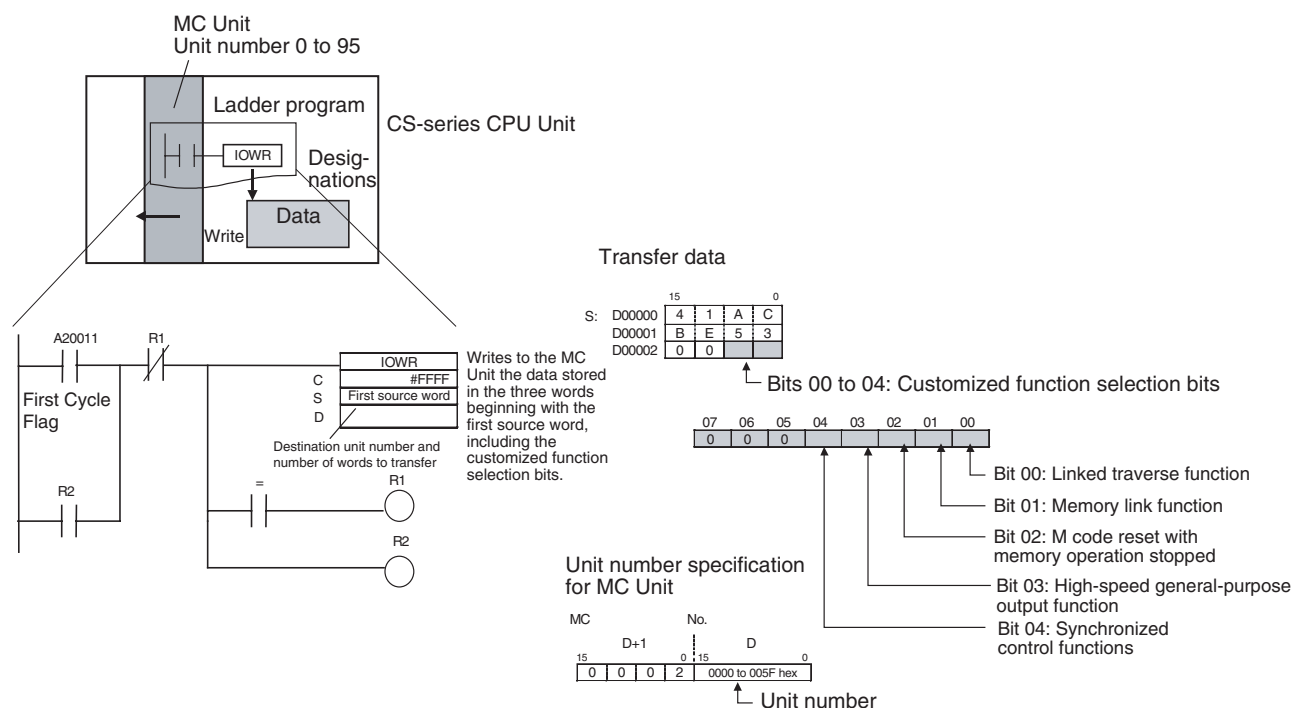 MC Unit
Unit number 0 to 95
Ladder program
CS-series CPU Unit
IOWR
Desig-
nations
Data
Write
Transfer data
15 0
S: D00000 4 1 A C
D00001 B E 5 3
D00002 0 0
Bits 00 to 04: Customized function selection bits
07 06 05 04 03 02 01 00
0 0 0
Bit 00: Linked traverse function
Bit 01: Memory link function
Bit 02: M code reset with
memory operation stopped
Bit 03: High-speed general-purpose
output function
Bit 04: Synchronized
control functions
A20011
R1
First Cycle
Flag
IOWR
C #FFFF
S First source word
D
Destination unit number and
number of words to transfer
Writes to the MC
Unit the data stored
in the three words
beginning with the
first source word,
including the
customized function
selection bits.
R2
=
R1
R2
Unit number specification
for MC Unit
MC No.
D+1 D
15 0 15 0
0 0 0 2 0000 to 005F hex
Unit number